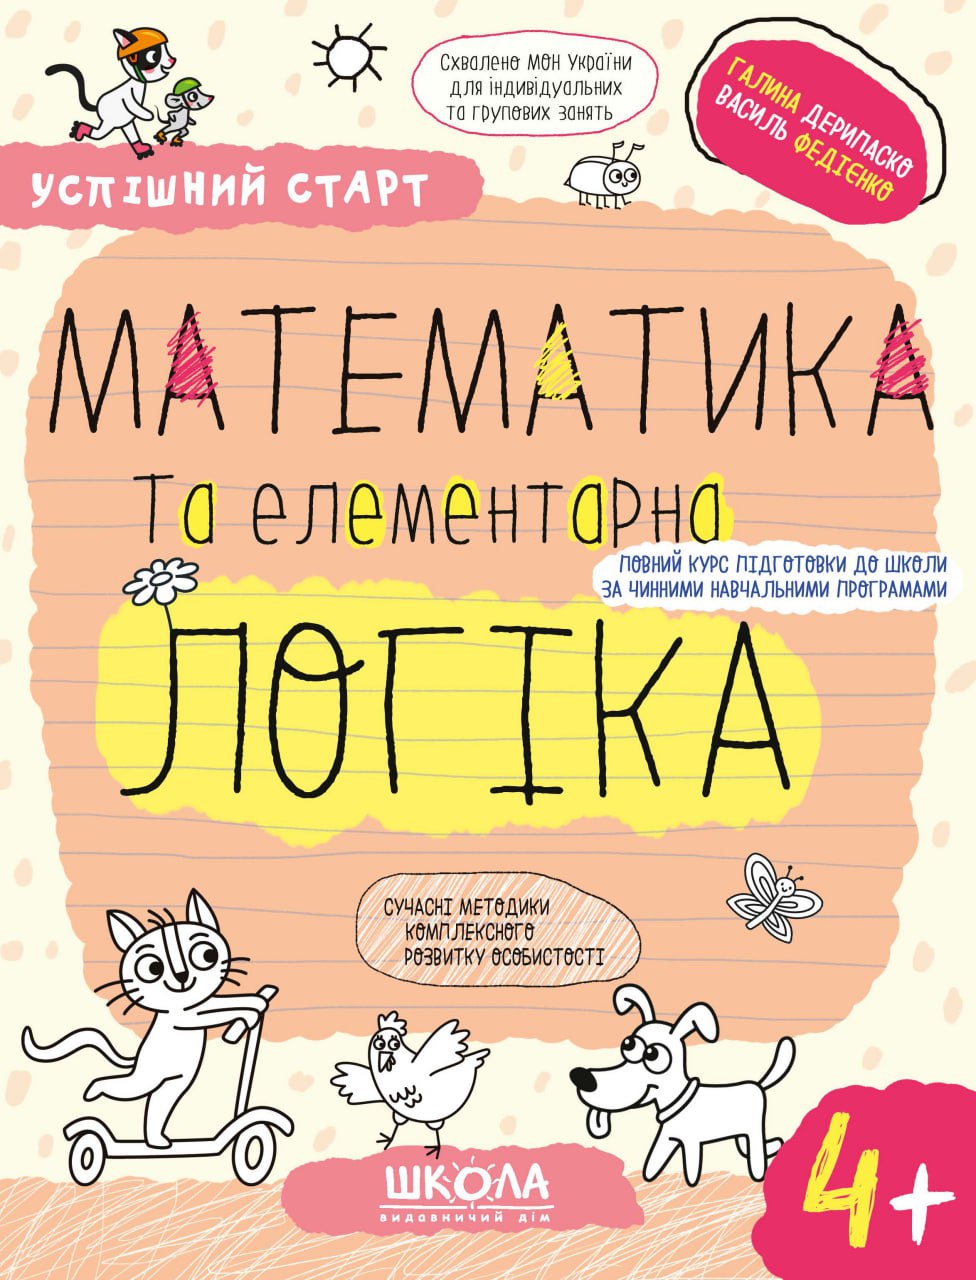 Схвалено МОН України
для індивідуальних
та групових занять
ГАЛИНА ДЕРИПАСКО
ВАСИЛЬ ФЕДІЄНКО
УСПІШНИЙ СТАРТ
МАТЕМАТИКА
та елементарна
ПОВНИЙ КУРС ПІДГОТОВКИ ДО ШКОЛИ
ЗА ЧИННИМИ НАВЧАЛЬНИМИ ПРОГРАМАМИ
ЛОГІКА
СУЧАСНІ МЕТОДИКИ
КОМПЛЕКСНОГО
РОЗВИТКУ ОСОБИСТОСТІ
4+
ШКОЛА
видавничий дім